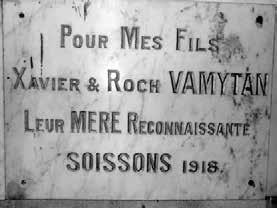 POUR MES FILS
XAVIER & ROCH VAMYTAN
LEUR MERE RECONNAISSANTE
SOISSONS 1918.